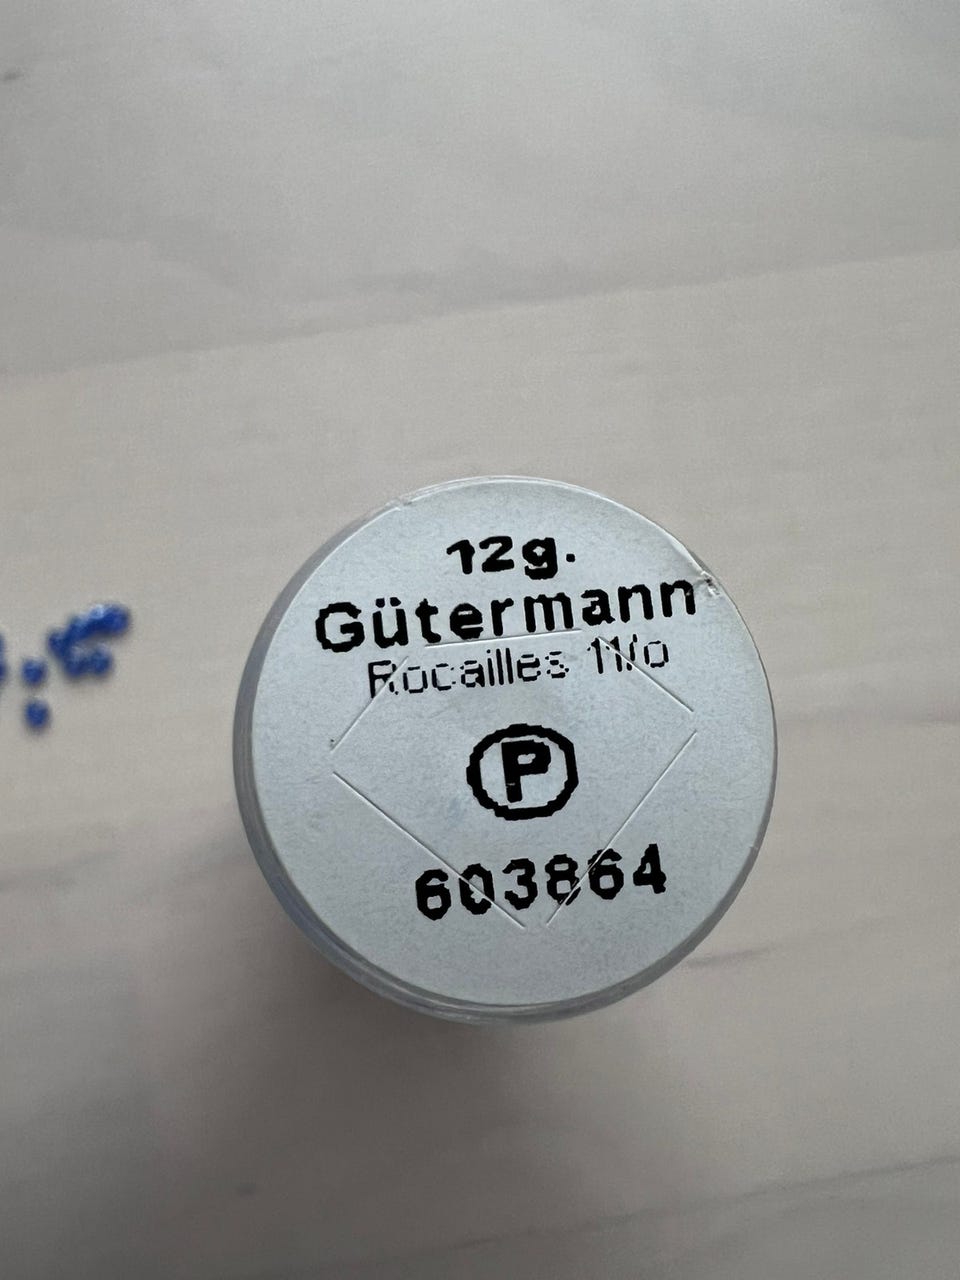 12g.
Gütermann
Rocailles 11/o
P
603864